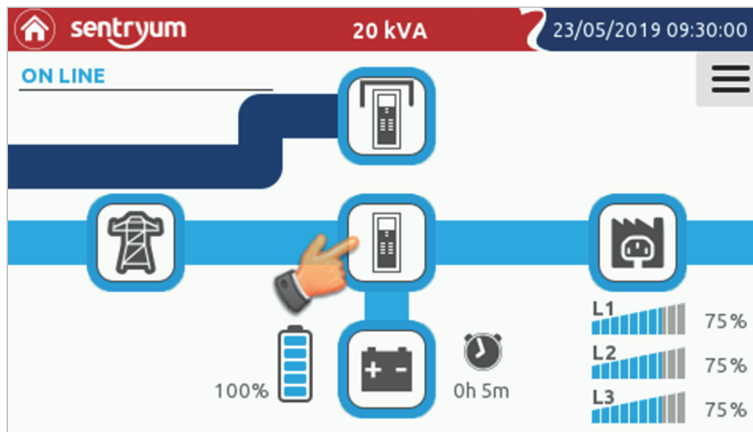 sentryum 20 kVA 23/05/2019 09:30:00
ON LINE
L1 75%
L2 75%
100% 0h 5m
L3 75%